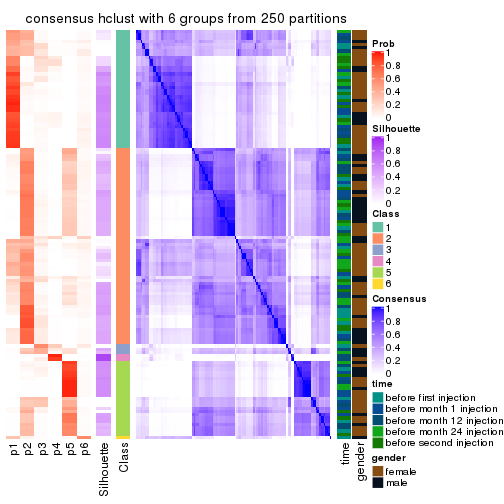 consensus hclust with 6 groups from 250 partitions
p1
p2
p3
p4
p5
p6
Silhouette
Class
time
gender
Prob
1
0.8
0.6
0.4
0.2
0
Silhouette
1
0.8
0.6
0.4
0.2
0
Class
1
2
3
4
5
6
Consensus
1
0.8
0.6
0.4
0.2
0
time
before first injection
before month 1 injection
before month 12 injection
before month 24 injection
before second injection
gender
female
male